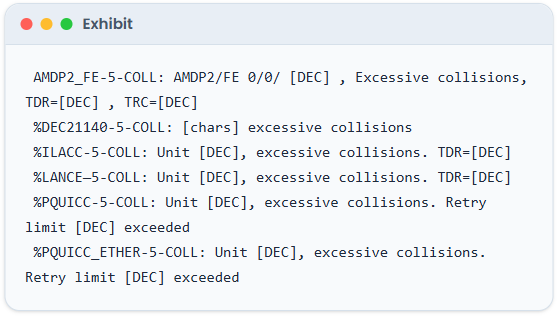 Exhibit
AMDP2_FE-5-COLL: AMDP2/FE 0/0/ [DEC] , Excessive collisions,
TDR=[DEC] , TRC=[DEC]
%DEC21140-5-COLL: [chars] excessive collisions
%ILACC-5-COLL: Unit [DEC], excessive collisions. TDR=[DEC]
%LANCE–5-COLL: Unit [DEC], excessive collisions. TDR=[DEC]
%PQUICC-5-COLL: Unit [DEC], excessive collisions. Retry
limit [DEC] exceeded
%PQUICC_ETHER-5-COLL: Unit [DEC], excessive collisions.
Retry limit [DEC] exceeded